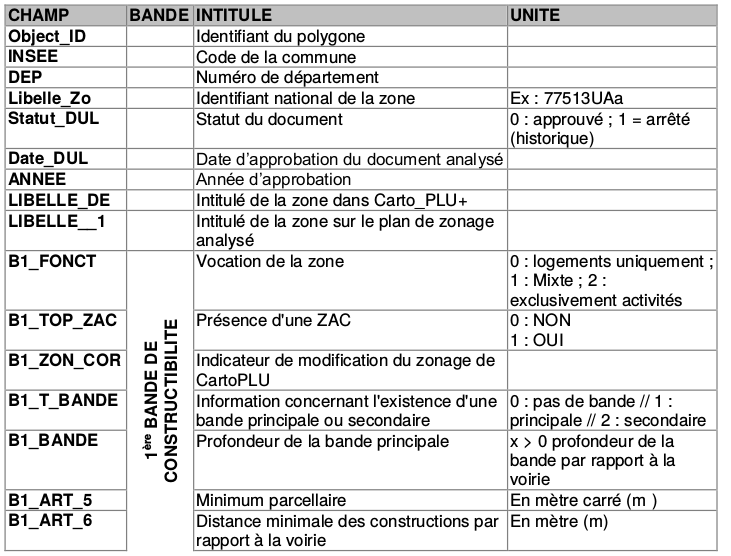 CHAMP BANDE INTITULE UNITE
Object_ID Identifiant du polygone
INSEE Code de la commune
DEP Numéro de département
Libelle_Zo Identifiant national de la zone Ex : 77513UAa
Statut_DUL Statut du document 0 : approuvé ; 1 = arrêté
(historique)
Date_DUL Date d'approbation du document analysé
ANNEE Année d'approbation
LIBELLE_DE Intitulé de la zone dans Carto_PLU+
LIBELLE__1 Intitulé de la zone sur le plan de zonage
analysé
1ère BANDE DE
CONSTRUCTIBILITE
B1_FONCT Vocation de la zone 0 : logements uniquement ;
1 : Mixte ; 2 :
exclusivement activités
B1_TOP_ZAC Présence d'une ZAC 0 : NON
1 : OUI
B1_ZON_COR Indicateur de modification du zonage de
CartoPLU
B1_T_BANDE Information concernant l'existence d'une 0 : pas de bande // 1 :
bande principale ou secondaire principale // 2 : secondaire
B1_BANDE Profondeur de la bande principale x > 0 profondeur de la
bande par rapport à la
voirie
B1_ART_5 Minimum parcellaire En mètre carré (m )
B1_ART_6 Distance minimale des constructions par En mètre (m)
rapport à la voirie